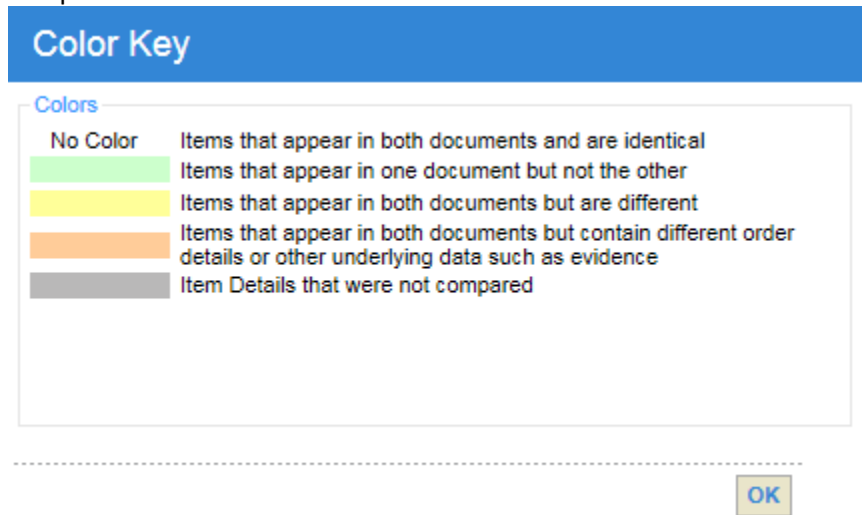 Color Key
Colors
No Color Items that appear in both documents and are identical
Items that appear in one document but not the other
Items that appear in both documents but are different
Items that appear in both documents but contain different order
details or other underlying data such as evidence
Item Details that were not compared
OK